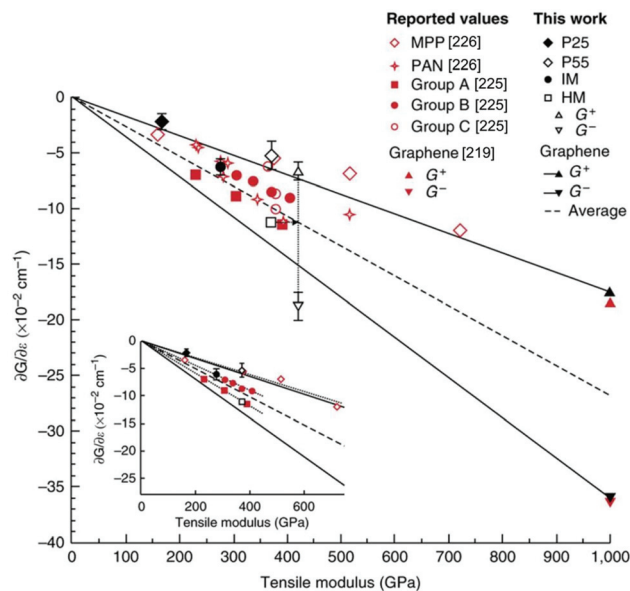 Reported values
MPP [226]
PAN [226]
Group A [225]
Group B [225]
Group C [225]
Graphene [219]
G⁺
G⁻
This work
P25
P55
IM
HM
G⁺
G⁻
Graphene
G⁺
G⁻
Average
∂G/∂ε (×10⁻² cm⁻¹)
0
−5
−10
−15
−20
−25
−30
−35
−40
0
100
200
300
400
500
600
700
800
900
1,000
Tensile modulus (GPa)
∂G/∂ε (×10⁻² cm⁻¹)
0
−5
−10
−15
−20
−25
0
200
400
600
Tensile modulus (GPa)